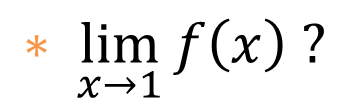 * lim f(x) ?
x→1